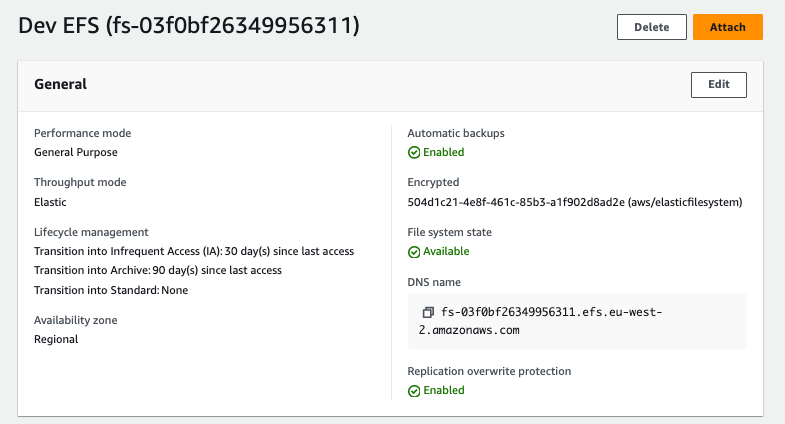 Dev EFS (fs-03f0bf26349956311)
Delete
Attach
General
Edit
Performance mode
General Purpose
Throughput mode
Elastic
Lifecycle management
Transition into Infrequent Access (IA): 30 day(s) since last access
Transition into Archive: 90 day(s) since last access
Transition into Standard: None
Availability zone
Regional
Automatic backups
Enabled
Encrypted
504d1c21-4e8f-461c-85b3-a1f902d8ad2e (aws/elasticfilesystem)
File system state
Available
DNS name
fs-03f0bf26349956311.efs.eu-west-
2.amazonaws.com
Replication overwrite protection
Enabled